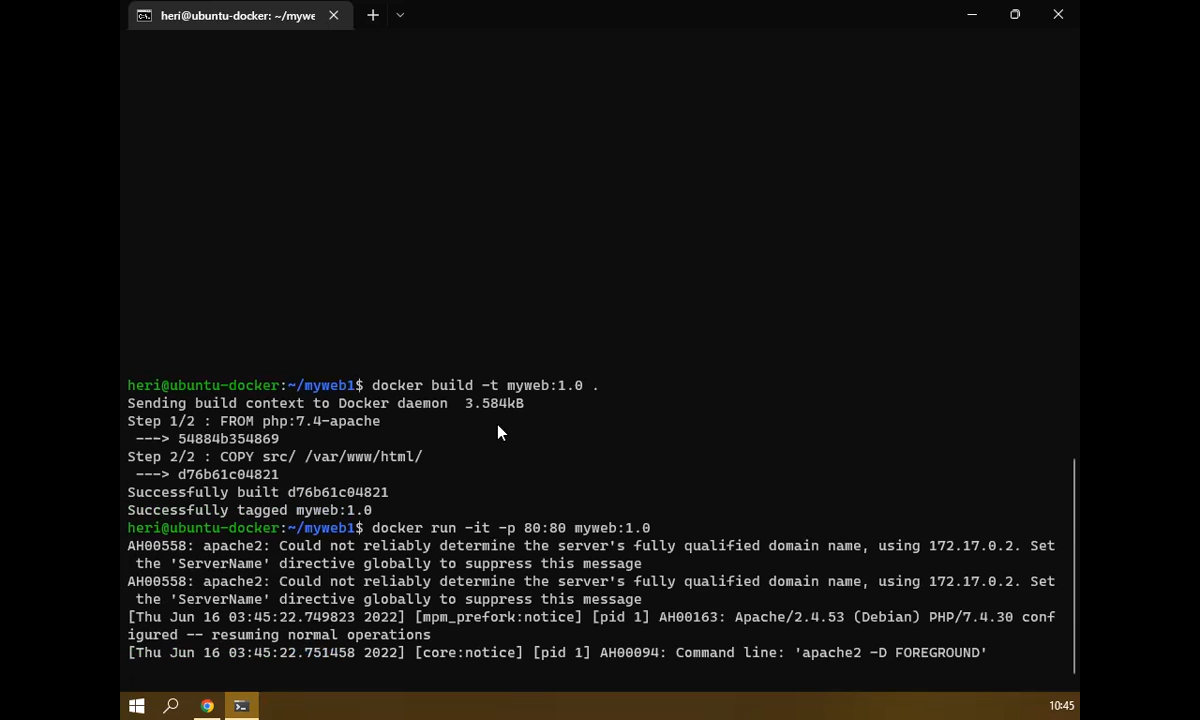 heri@ubuntu-docker: ~/mywe
heri@ubuntu-docker:~/myweb1$ docker build -t myweb:1.0 .
Sending build context to Docker daemon  3.584kB
Step 1/2 : FROM php:7.4-apache
 ---> 54884b354869
Step 2/2 : COPY src/ /var/www/html/
 ---> d76b61c04821
Successfully built d76b61c04821
Successfully tagged myweb:1.0
heri@ubuntu-docker:~/myweb1$ docker run -it -p 80:80 myweb:1.0
AH00558: apache2: Could not reliably determine the server's fully qualified domain name, using 172.17.0.2. Set
 the 'ServerName' directive globally to suppress this message
AH00558: apache2: Could not reliably determine the server's fully qualified domain name, using 172.17.0.2. Set
 the 'ServerName' directive globally to suppress this message
[Thu Jun 16 03:45:22.749823 2022] [mpm_prefork:notice] [pid 1] AH00163: Apache/2.4.53 (Debian) PHP/7.4.30 conf
igured -- resuming normal operations
[Thu Jun 16 03:45:22.751458 2022] [core:notice] [pid 1] AH00094: Command line: 'apache2 -D FOREGROUND'
10:45